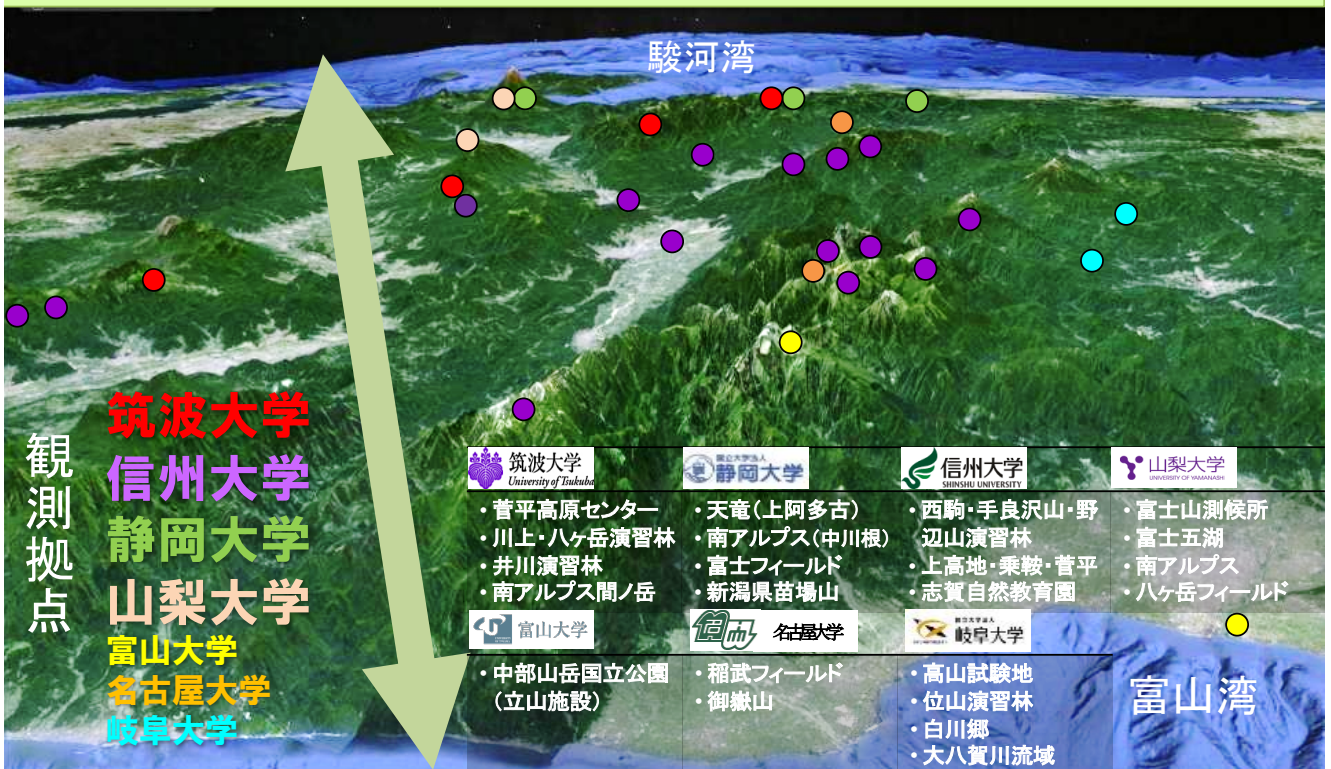 駿河湾
観測拠点
筑波大学
信州大学
静岡大学
山梨大学
富山大学
名古屋大学
岐阜大学
筑波大学
University of Tsukuba
・菅平高原センター
・川上・八ヶ岳演習林
・井川演習林
・南アルプス間ノ岳
国立大学法人
静岡大学
・天竜(上阿多古)
・南アルプス(中川根)
・富士フィールド
・新潟県苗場山
信州大学
SHINSHU UNIVERSITY
・西駒・手良沢山・野
辺山演習林
・上高地・乗鞍・菅平
・志賀自然教育園
山梨大学
UNIVERSITY OF YAMANASHI
・富士山測候所
・富士五湖
・南アルプス
・八ヶ岳フィールド
富山大学
・中部山岳国立公園
(立山施設)
名古屋大学
・稲武フィールド
・御嶽山
国立大学法人
岐阜大学
・高山試験地
・位山演習林
・白川郷
・大八賀川流域
富山湾